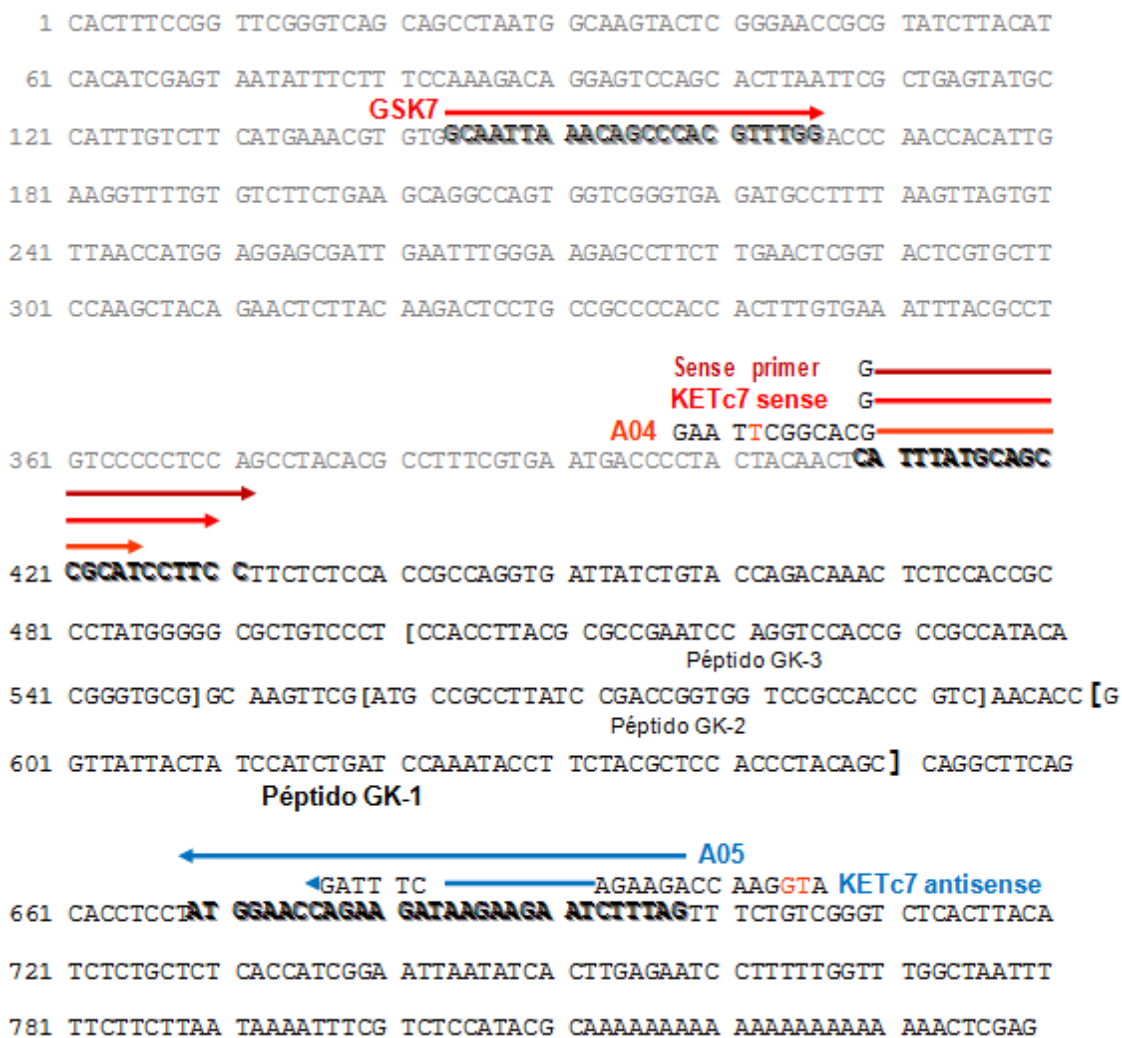 1 CACTTTCCGG TTCGGGTCAG CAGCCTAATG GCAAGTACTC GGGAACCGCG TATCTTACAT
61 CACATCGAGT AATATTTCTT TCCAAAGACA GGAGTCCAGC ACTTAATTCG CTGAGTATGC
GSK7
121 CATTTGTCTT CATGAAACGT GTGGCAATTA AACAGCCCAC GTTTGGACCC AACCACATTG
181 AAGGTTTTGT GTCTTCTGAA GCAGGCCAGT GGTCGGGTGA GATGCCTTTT AAGTTAGTGT
241 TTAACCATGG AGGAGCGATT GAATTTGGGA AGAGCCTTCT TGAACTCGGT ACTCGTGCTT
301 CCAAGCTACA GAACTCTTAC AAGACTCCTG CCGCCCCACC ACTTTGTGAA ATTTACGCCT
Sense primer G
KETc7 sense G
A04 GAA TTCGGCACG
361 GTCCCCCTCC AGCCTACACG CCTTTCGTGA ATGACCCCTA CTACAACTCA TTTATGCAGC
421 CGCATCCTTC CTTCTCTCCA CCGCCAGGTG ATTATCTGTA CCAGACAAAC TCTCCACCGC
481 CCTATGGGGG CGCTGTCCCT [CCACCTTACG CGCCGAATCC AGGTCCACCG CCGCCATACA
Péptido GK-3
541 CGGGTGCG]GC AAGTTCG[ATG CCGCCTTATC CGACCGGTGG TCCGCCACCC GTC]AACACC [G
Péptido GK-2
601 GTTATTACTA TCCATCTGAT CCAAATACCT TCTACGCTCC ACCCTACAGC] CAGGCTTCAG
Péptido GK-1
A05
GATT TC AGAAGACC AAGGTA KETc7 antisense
661 CACCTCCTAT GGAACCAGAA GATAAGAAGA ATCTTTAGTT TCTGTCGGGT CTCACTTACA
721 TCTCTGCTCT CACCATCGGA ATTAATATCA CTTGAGAATC CTTTTTGGTT TGGCTAATTT
781 TTCTTCTTAA TAAAATTTCG TCTCCATACG CAAAAAAAAA AAAAAAAAAA AAACTCGAG